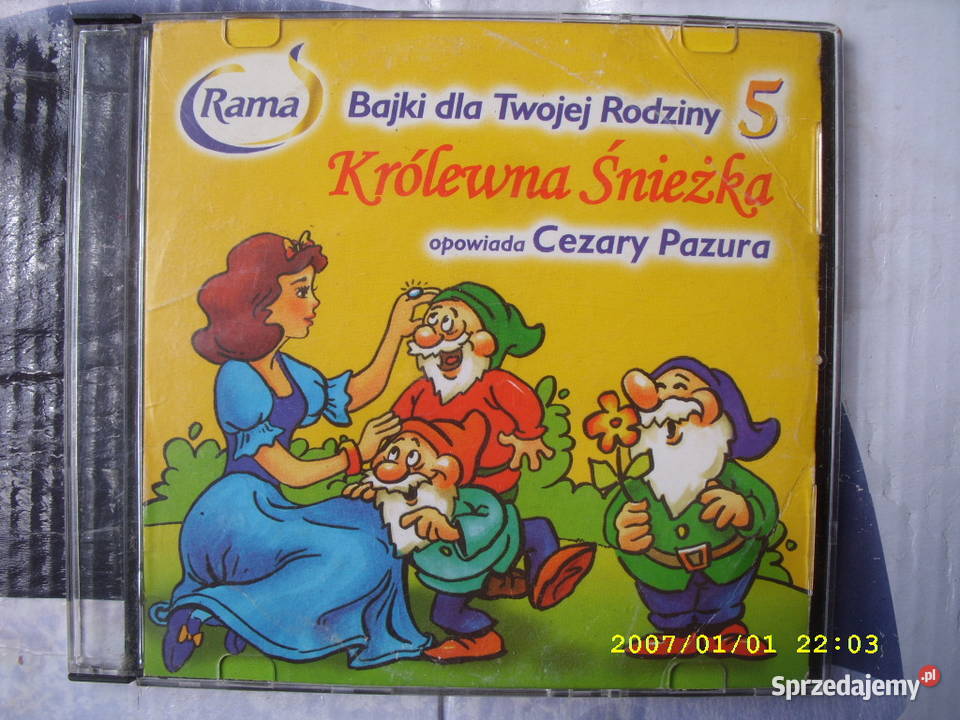 Rama
Bajki dla Twojej Rodziny 5
Królewna Śnieżka
opowiada Cezary Pazura
2007/01/01 22:03
Sprzedajemy.pl